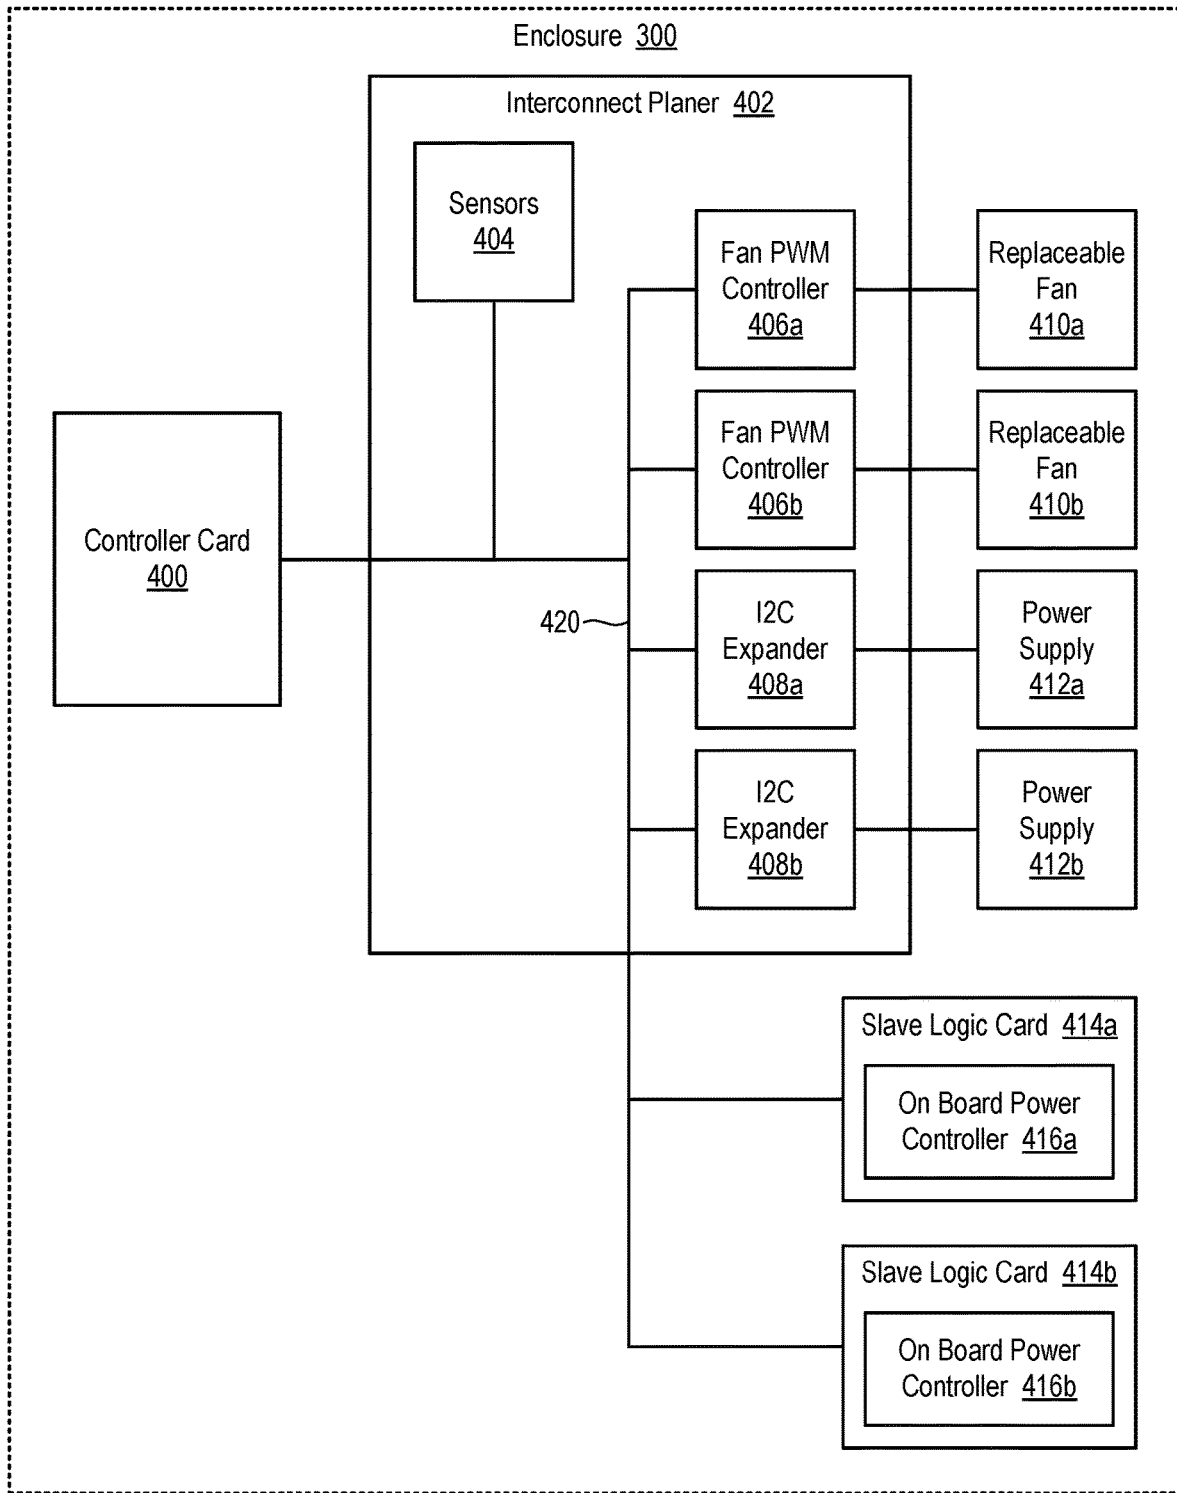 Enclosure 300
Interconnect Planer 402
Sensors
404
Fan PWM
Controller
406a
Replaceable
Fan
410a
Fan PWM
Controller
406b
Replaceable
Fan
410b
Controller Card
400
420
I2C
Expander
408a
Power
Supply
412a
I2C
Expander
408b
Power
Supply
412b
Slave Logic Card 414a
On Board Power
Controller 416a
Slave Logic Card 414b
On Board Power
Controller 416b